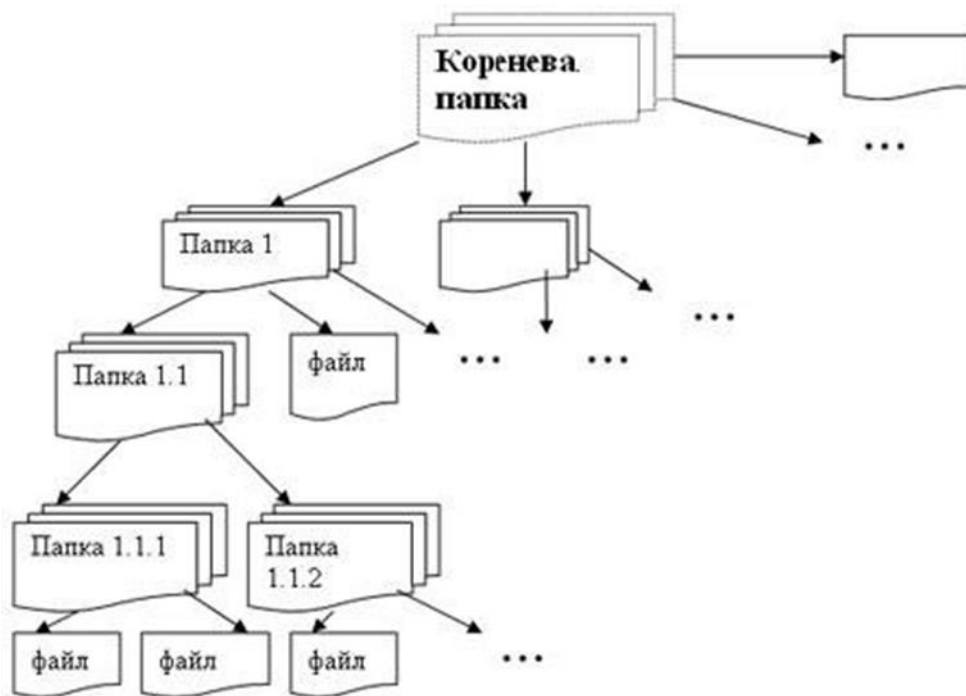 Коренева.
папка
...
Папка 1
...
Папка 1.1
файл
...
...
Папка 1.1.1
Папка
1.1.2
файл
файл
файл
...